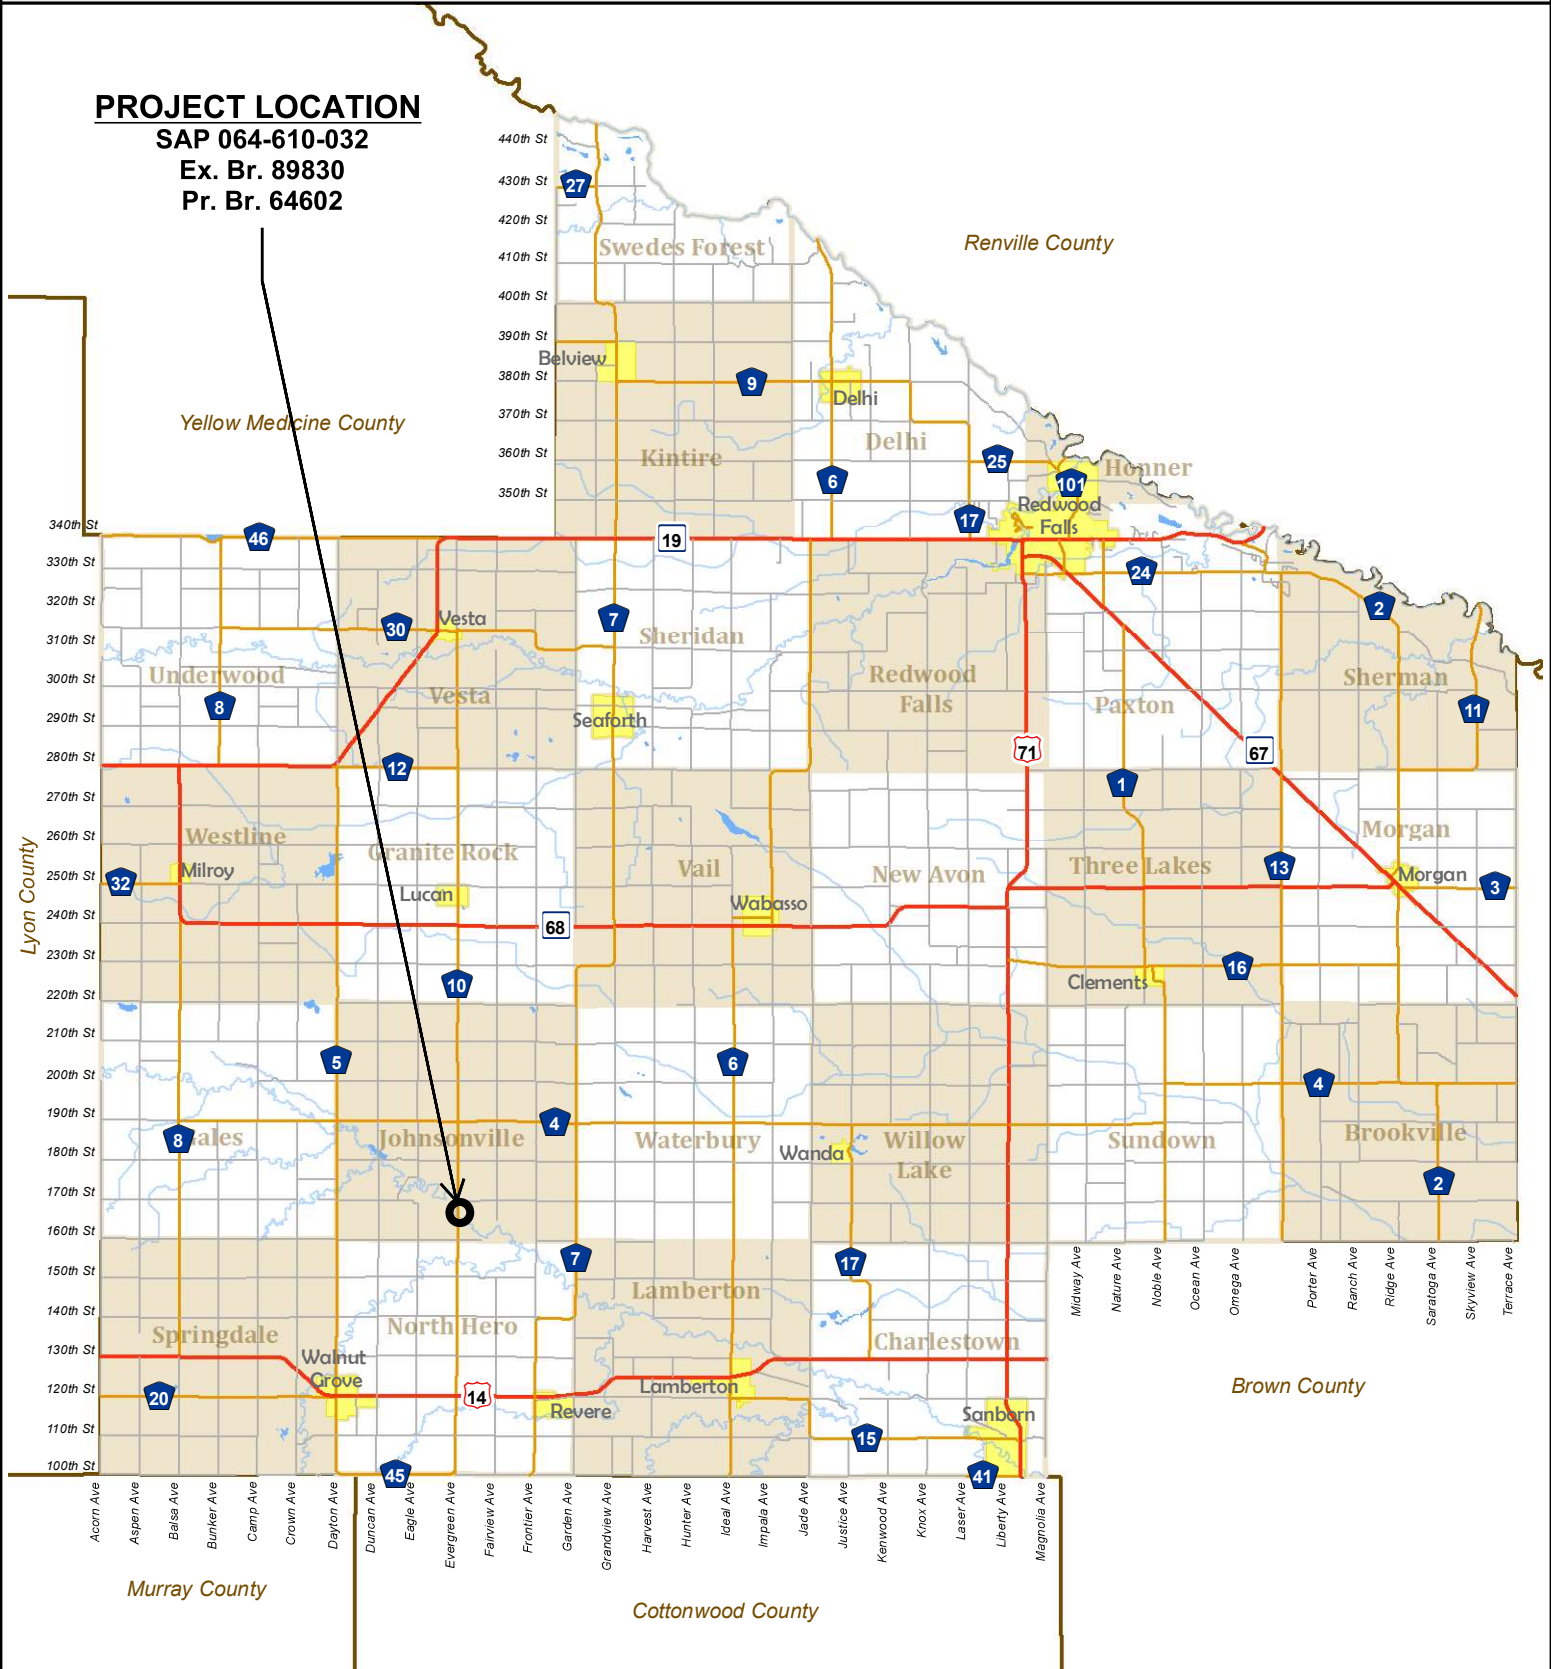 PROJECT LOCATION
SAP 064-610-032
Ex. Br. 89830
Pr. Br. 64602
440th St
430th St
27
420th St
Swedes Forest
Renville County
410th St
400th St
390th St
Belview
380th St
9
Delhi
370th St
Yellow Medicine County
Delhi
360th St
Kintire
25
Honner
6
101
350th St
Redwood
Falls
17
340th St
46
19
330th St
24
320th St
2
7
Vesta
30
310th St
Sheridan
300th St
Underwood
Redwood
Falls
Sherman
Vesta
8
Paxton
11
290th St
Seaforth
280th St
71
67
12
1
270th St
260th St
Westline
Morgan
Granite Rock
Lyon County
250th St
32
Milroy
Vail
New Avon
Three Lakes
13
Morgan
3
Lucan
240th St
Wabasso
68
230th St
16
Clements
10
220th St
210th St
5
6
200th St
4
190th St
4
8
Gales
Johnsonville
Waterbury
Willow
Lake
Sundown
Brookville
180th St
Wanda
170th St
2
160th St
7
17
150th St
Lamberton
Midway Ave
Nature Ave
Noble Ave
Ocean Ave
Omega Ave
Porter Ave
Ranch Ave
Ridge Ave
Saratoga Ave
Skyview Ave
Terrace Ave
140th St
North Hero
Springdale
Charlestown
130th St
Walnut
Grove
120th St
20
14
Lamberton
Brown County
Revere
Sanborn
110th St
15
100th St
45
41
Acorn Ave
Aspen Ave
Balsa Ave
Bunker Ave
Camp Ave
Crown Ave
Dayton Ave
Duncan Ave
Eagle Ave
Evergreen Ave
Fairview Ave
Frontier Ave
Garden Ave
Grandview Ave
Harvest Ave
Hunter Ave
Ideal Ave
Impala Ave
Jade Ave
Justice Ave
Kenwood Ave
Knox Ave
Laser Ave
Liberty Ave
Magnolia Ave
Murray County
Cottonwood County